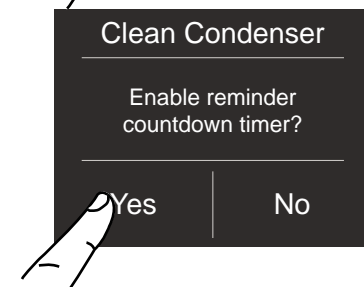 Clean Condenser
Enable reminder
countdown timer?
Yes No